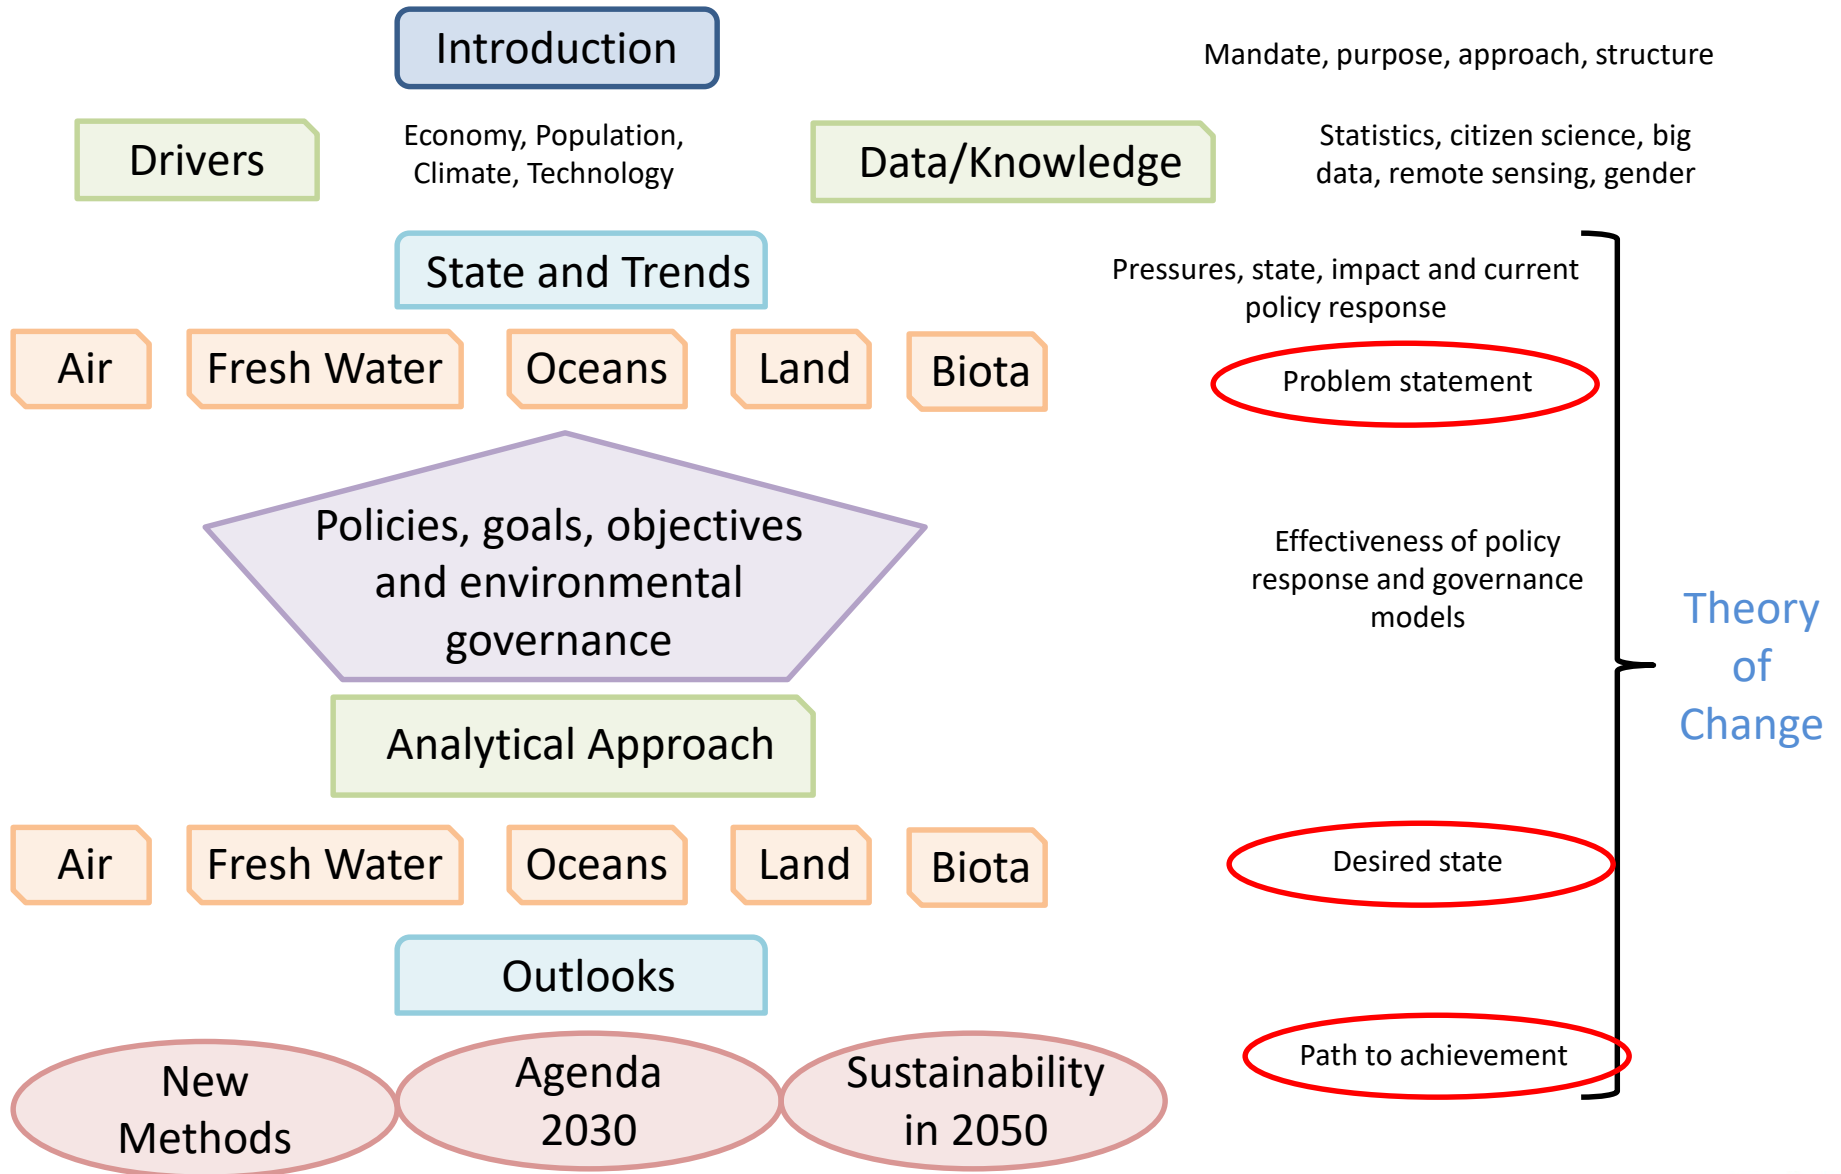 Introduction
Mandate, purpose, approach, structure
Drivers
Economy, Population,
Climate, Technology
Data/Knowledge
Statistics, citizen science, big
data, remote sensing, gender
State and Trends
Pressures, state, impact and current
policy response
Air
Fresh Water
Oceans
Land
Biota
Problem statement
Policies, goals, objectives
and environmental
governance
Effectiveness of policy
response and governance
models
Theory
of
Change
Analytical Approach
Air
Fresh Water
Oceans
Land
Biota
Desired state
Outlooks
New
Methods
Agenda
2030
Sustainability
in 2050
Path to achievement